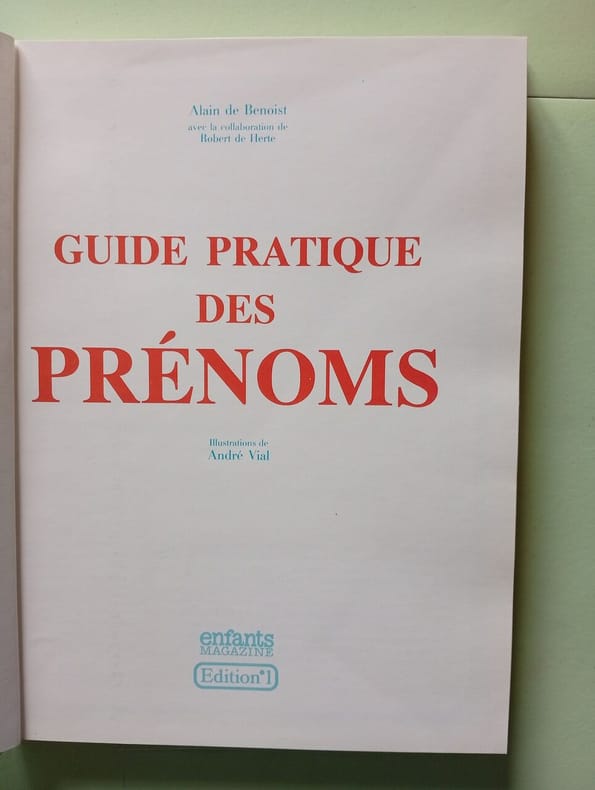 Alain de Benoist
avec la collaboration de
Robert de Herte
GUIDE PRATIQUE
DES
PRÉNOMS
Illustrations de
André Vial
enfants
MAGAZINE
Edition°1